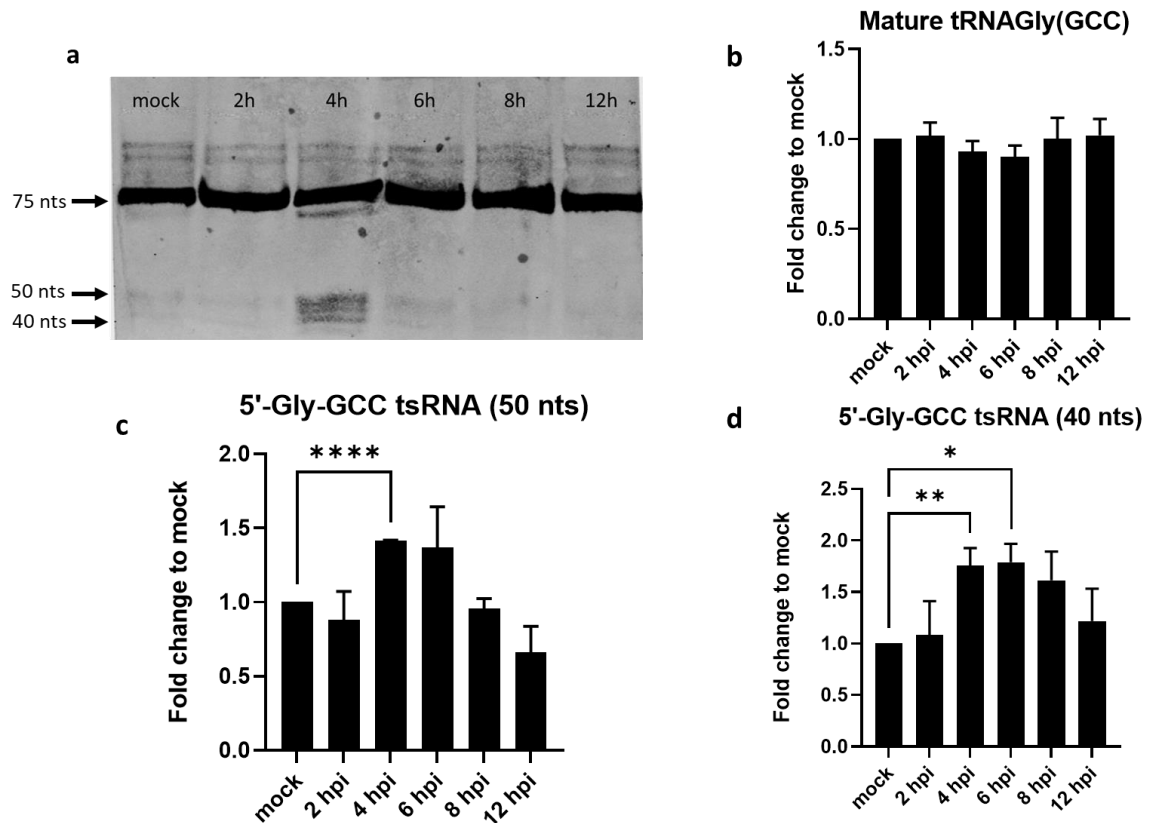 a
mock 2h 4h 6h 8h 12h
75 nts
50 nts
40 nts
b
Mature tRNAGly(GCC)
Fold change to mock
1.5
1.0
0.5
0.0
mock 2 hpi 4 hpi 6 hpi 8 hpi 12 hpi
c
5'-Gly-GCC tsRNA (50 nts)
Fold change to mock
****
2.0
1.5
1.0
0.5
0.0
mock 2 hpi 4 hpi 6 hpi 8 hpi 12 hpi
d
5'-Gly-GCC tsRNA (40 nts)
Fold change to mock
*
**
2.5
2.0
1.5
1.0
0.5
0.0
mock 2 hpi 4 hpi 6 hpi 8 hpi 12 hpi